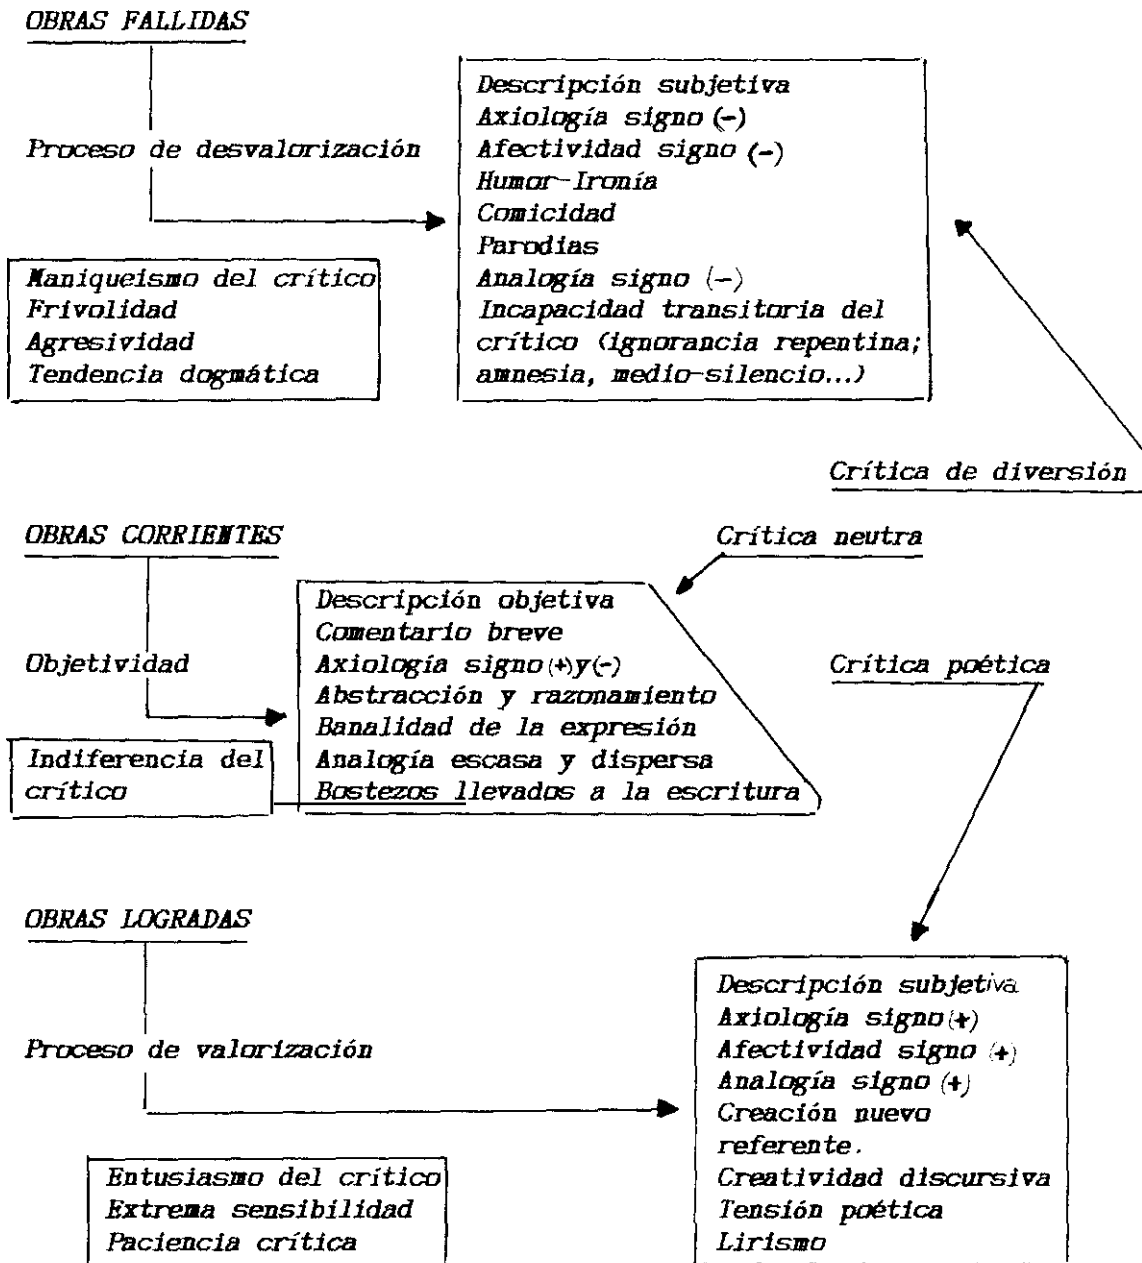 OBRAS FALLIDAS
Proceso de desvalorización
Descripción subjetiva
Axiología signo (-)
Afectividad signo (-)
Humor-Ironía
Comicidad
Parodias
Analogía signo (-)
Incapacidad transitoria del
crítico (ignorancia repentina;
amnesia, medio-silencio...)
Maniqueismo del crítico
Frivolidad
Agresividad
Tendencia dogmática
Crítica de diversión
OBRAS CORRIENTES
Crítica neutra
Objetividad
Descripción objetiva
Comentario breve
Axiología signo (+) y (-)
Abstracción y razonamiento
Banalidad de la expresión
Analogía escasa y dispersa
Bostezos llevados a la escritura
Indiferencia del
crítico
Crítica poética
OBRAS LOGRADAS
Proceso de valorización
Descripción subjetiva
Axiología signo (+)
Afectividad signo (+)
Analogía signo (+)
Creación nuevo
referente.
Creatividad discursiva
Tensión poética
Lirismo
Entusiasmo del crítico
Extrema sensibilidad
Paciencia crítica